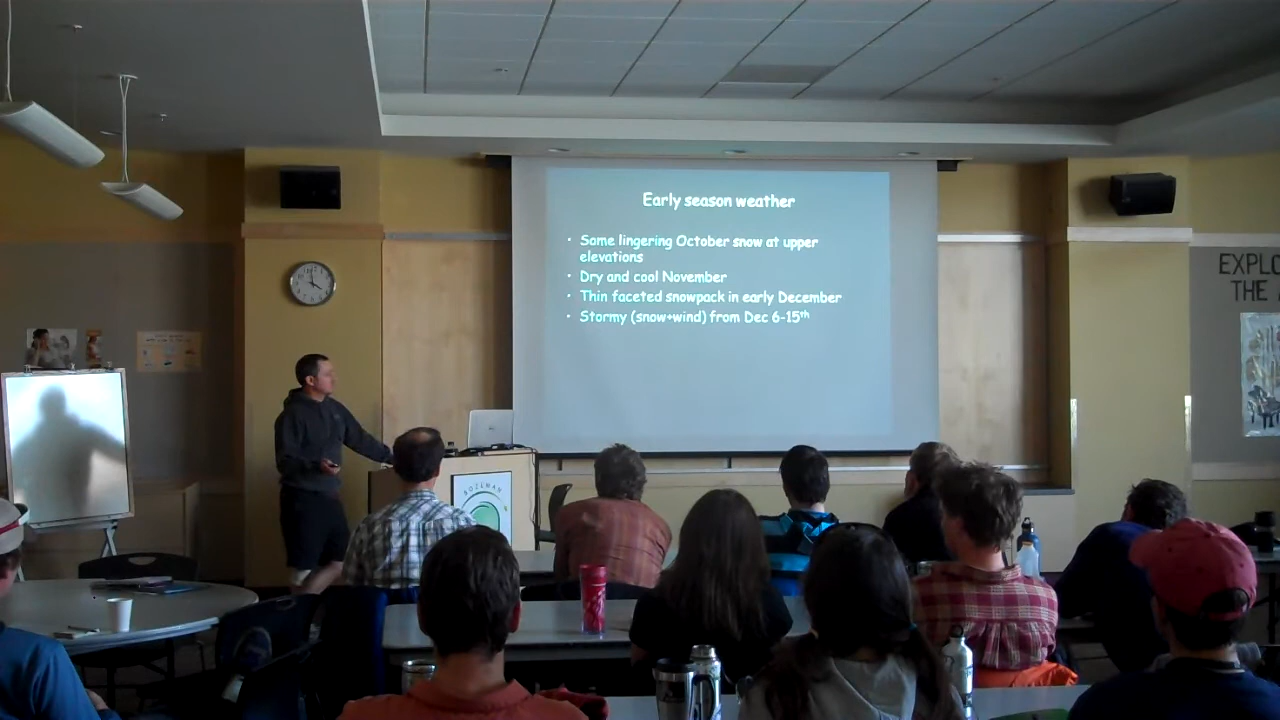 Early season weather
• Some lingering October snow at upper
elevations
• Dry and cool November
• Thin faceted snowpack in early December
• Stormy (snow+wind) from Dec 6-15th
EXPLO
THE
BOZEMAN